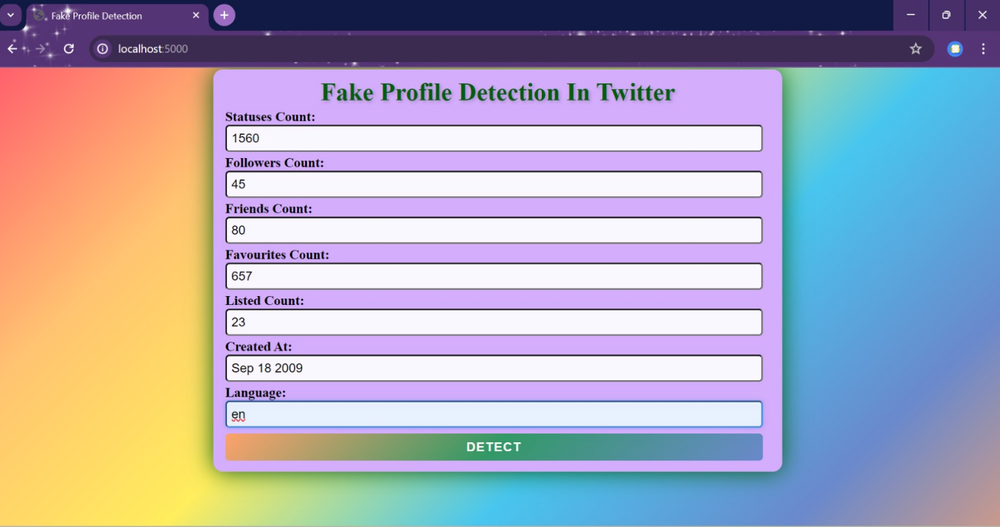 Fake Profile Detection
localhost:5000
Fake Profile Detection In Twitter
Statuses Count:
1560
Followers Count:
45
Friends Count:
80
Favourites Count:
657
Listed Count:
23
Created At:
Sep 18 2009
Language:
en
DETECT